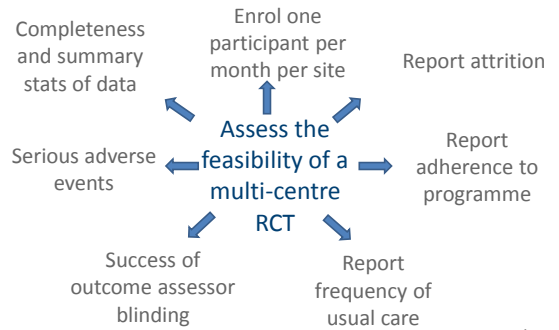 Completeness
and summary
stats of data
Enrol one
participant per
month per site
Report attrition
Serious adverse
events
Assess the
feasibility of a
multi-centre
RCT
Report
adherence to
programme
Success of
outcome assessor
blinding
Report
frequency of
usual care